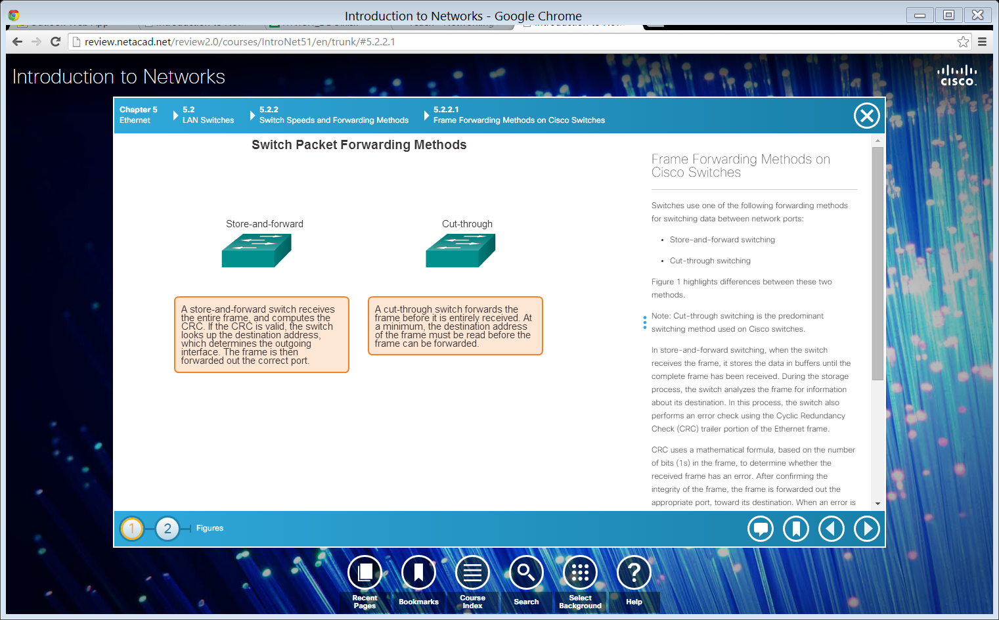 Introduction to Networks - Google Chrome
review.netacad.net/review2.0/courses/IntroNet51/en/trunk/#5.2.2.1
Introduction to Networks
CISCO
Chapter 5
Ethernet
5.2
LAN Switches
5.2.2
Switch Speeds and Forwarding Methods
5.2.2.1
Frame Forwarding Methods on Cisco Switches
Switch Packet Forwarding Methods
Store-and-forward
Cut-through
A store-and-forward switch receives
the entire frame, and computes the
CRC. If the CRC is valid, the switch
looks up the destination address,
which determines the outgoing
interface. The frame is then
forwarded out the correct port.
A cut-through switch forwards the
frame before it is entirely received. At
a minimum, the destination address
of the frame must be read before the
frame can be forwarded.
Frame Forwarding Methods on
Cisco Switches
Switches use one of the following forwarding methods
for switching data between network ports:
• Store-and-forward switching
• Cut-through switching
Figure 1 highlights differences between these two
methods.
Note: Cut-through switching is the predominant
switching method used on Cisco switches.
In store-and-forward switching, when the switch
receives the frame, it stores the data in buffers until the
complete frame has been received. During the storage
process, the switch analyzes the frame for information
about its destination. In this process, the switch also
performs an error check using the Cyclic Redundancy
Check (CRC) trailer portion of the Ethernet frame.
CRC uses a mathematical formula, based on the number
of bits (1s) in the frame, to determine whether the
received frame has an error. After confirming the
integrity of the frame, the frame is forwarded out the
appropriate port, toward its destination. When an error is
1
2
Figures
Recent
Pages
Bookmarks
Course
Index
Search
Select
Background
?
Help